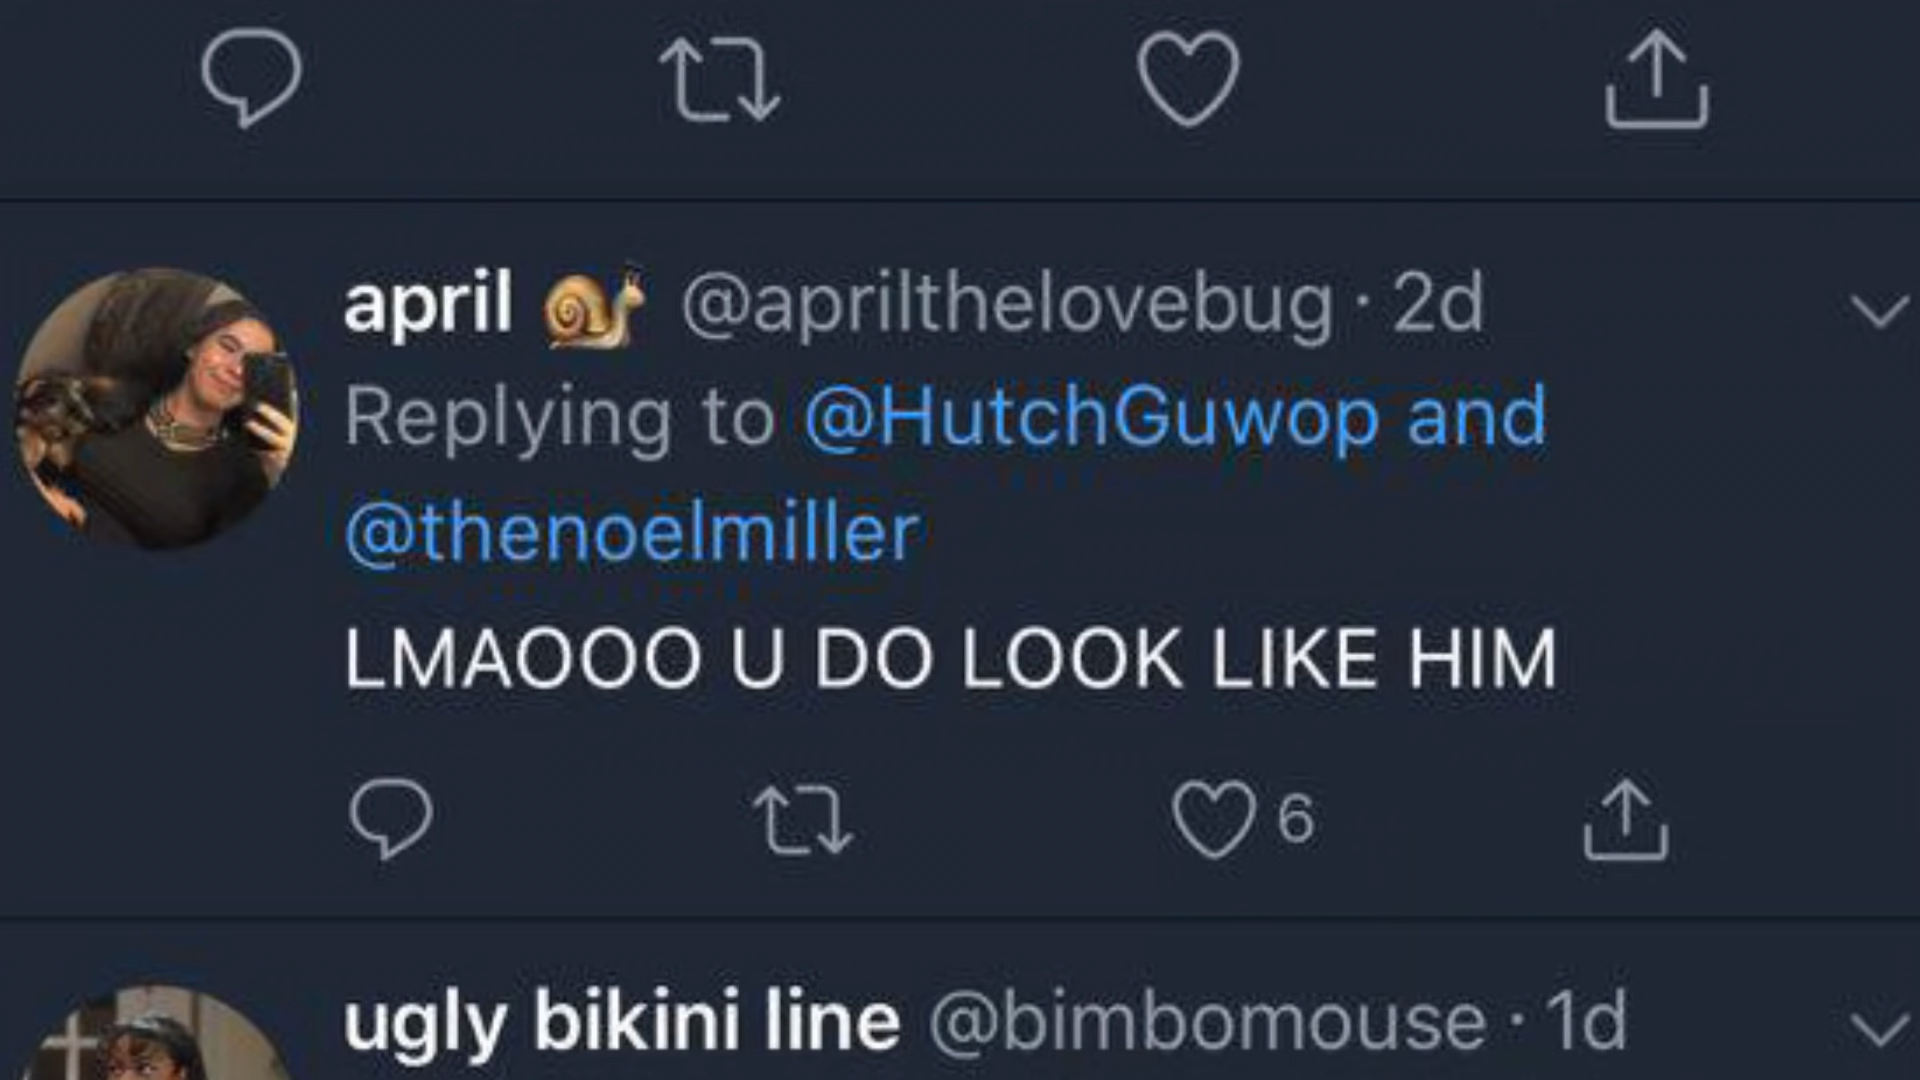 april 🐌 @aprilthelovebug · 2d
Replying to @HutchGuwop and
@thenoelmiller
LMAOOO U DO LOOK LIKE HIM
6
ugly bikini line @bimbomouse · 1d